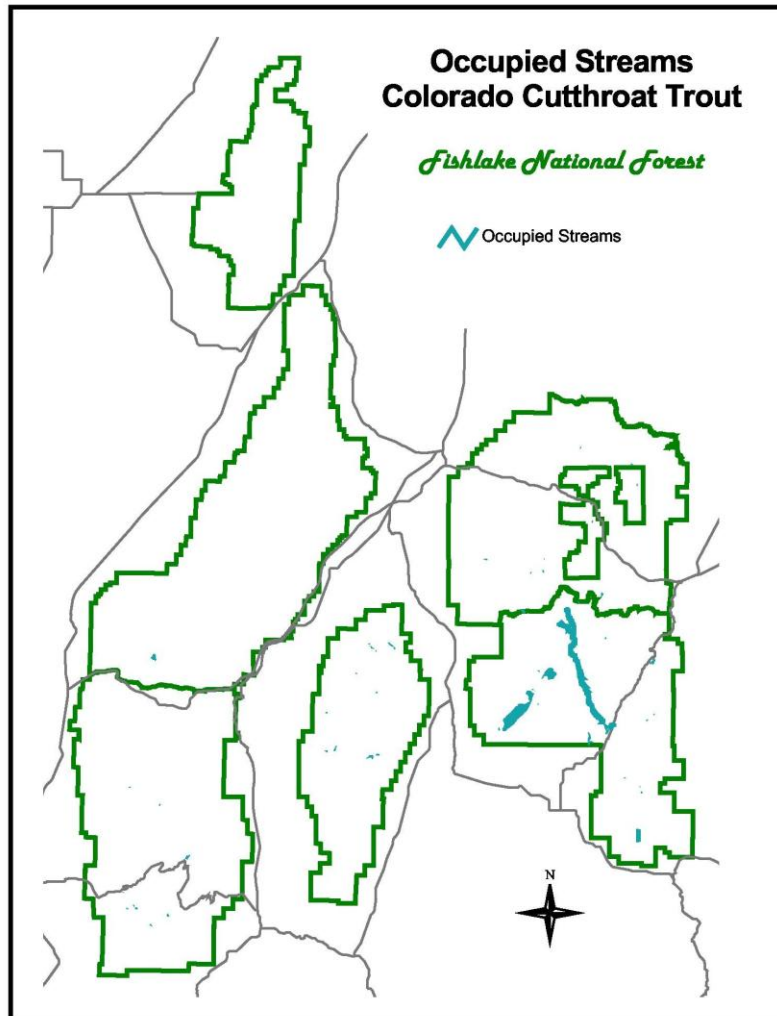 Occupied Streams
Colorado Cutthroat Trout
Fishlake National Forest
Occupied Streams
N